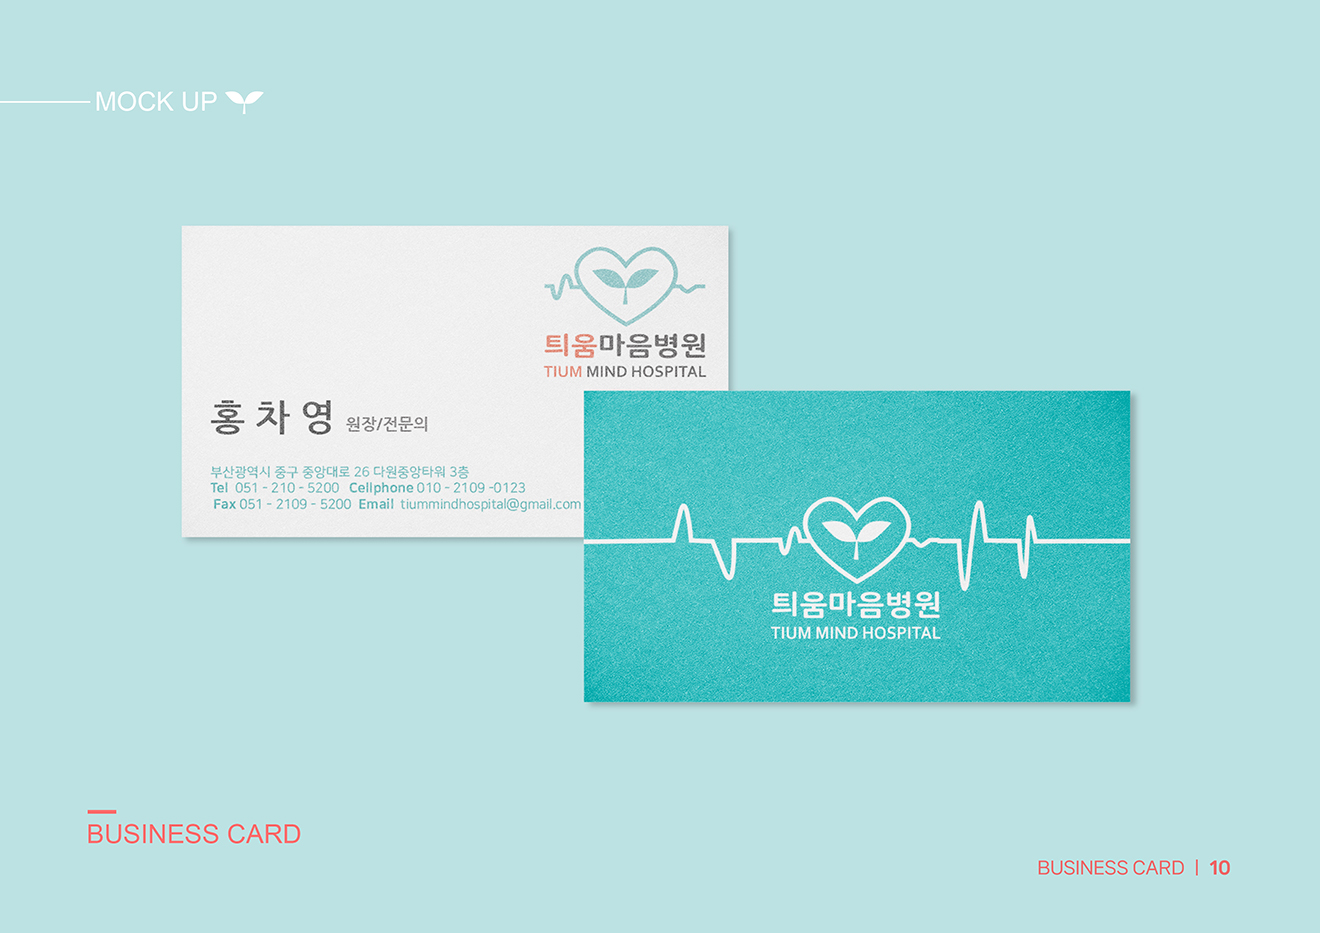 MOCK UP
틔움마음병원
TIUM MIND HOSPITAL
홍 차 영 원장/전문의
부산광역시 중구 중앙대로 26 다원중앙타워 3층
Tel 051 - 210 - 5200 Cellphone 010 - 2109 -0123
Fax 051 - 2109 - 5200 Email tiummindhospital@gmail.com
틔움마음병원
TIUM MIND HOSPITAL
BUSINESS CARD
BUSINESS CARD | 10